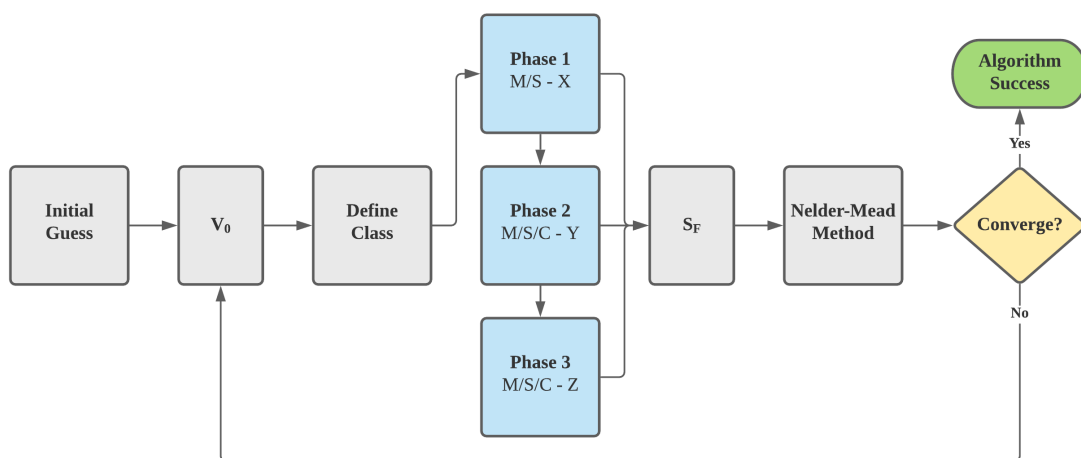 Initial
Guess
V₀
Define
Class
Phase 1
M/S - X
Phase 2
M/S/C - Y
Phase 3
M/S/C - Z
S_F
Nelder-Mead
Method
Converge?
Yes
Algorithm
Success
No